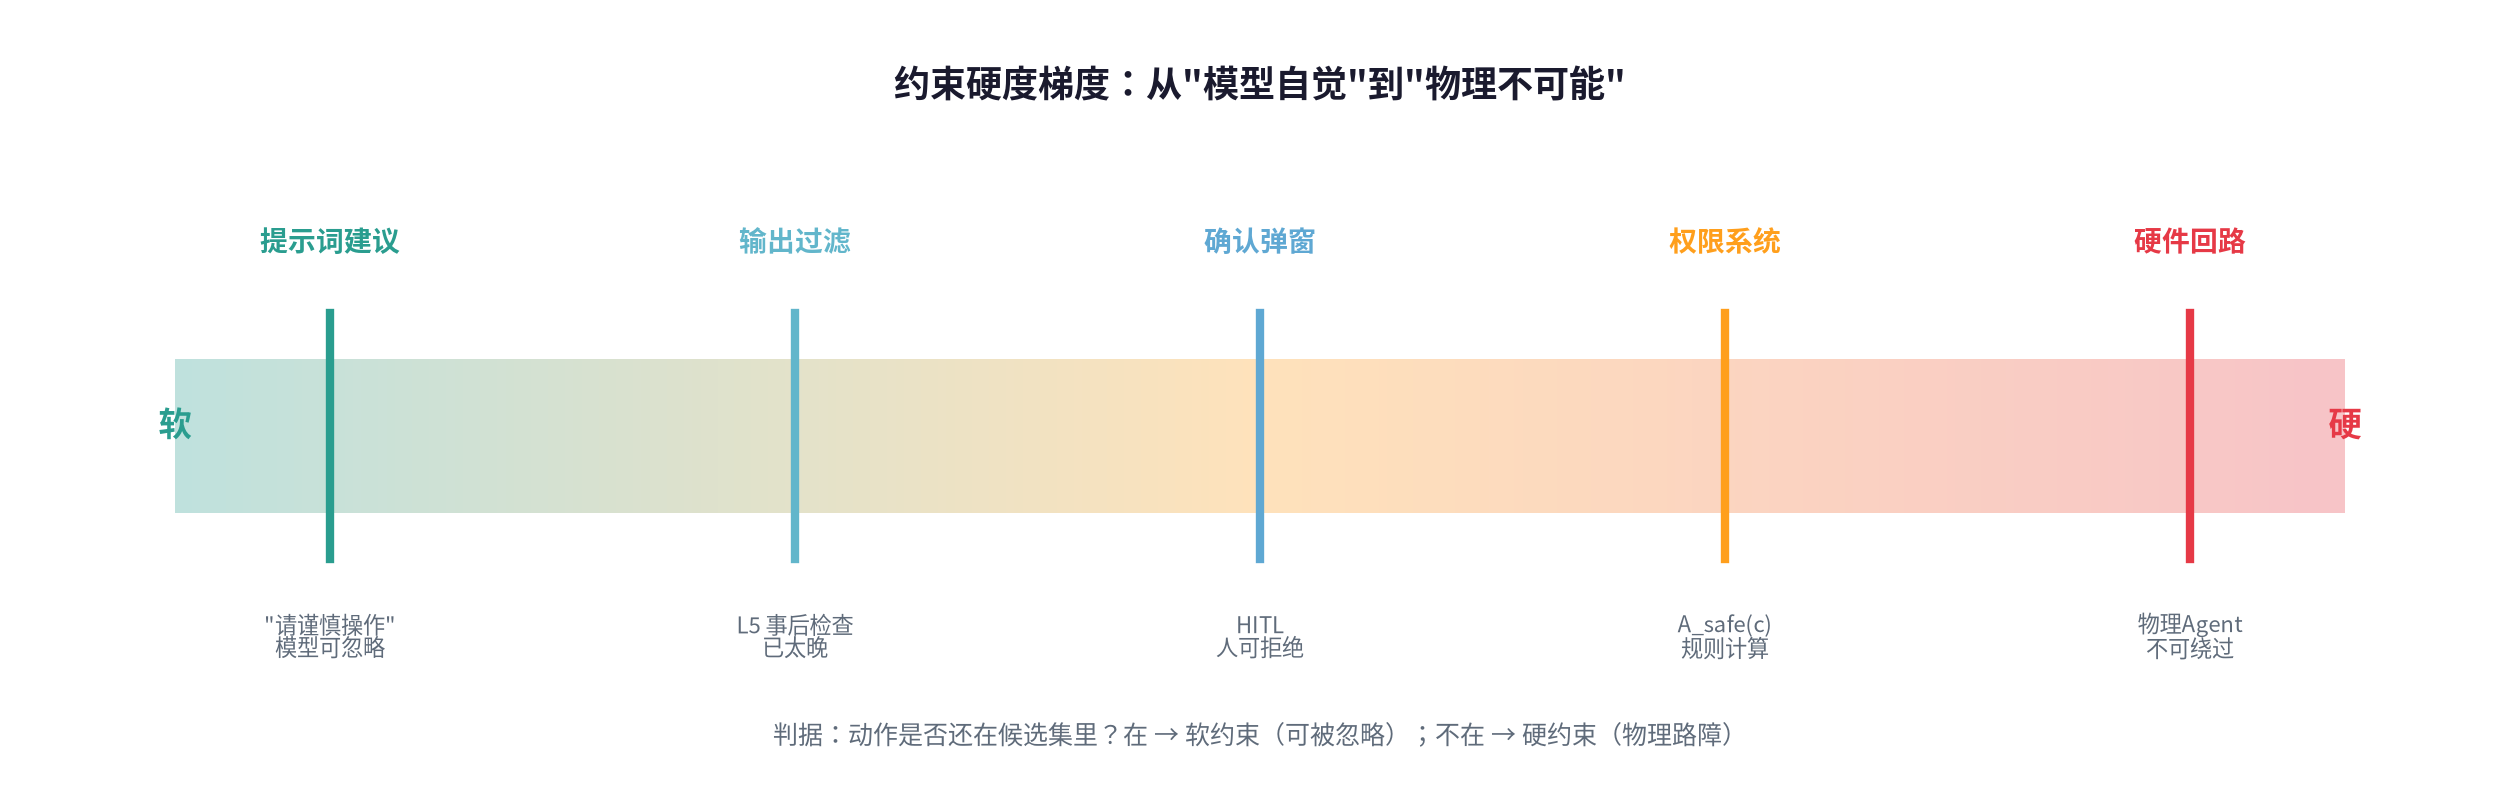 约束硬度梯度：从"模型自觉"到"物理不可能"
提示词建议
输出过滤
确认弹窗
权限系统
硬件回路
软
硬
"请谨慎操作"
模型可忽略
L5事后检查
已放行
HITL
人可拒绝
A_safe(c)
规则计算
物理Agent
不可绕过
判据：动作是否还在候选集里？在→软约束（可被忽略）；不在→硬约束（物理路障）